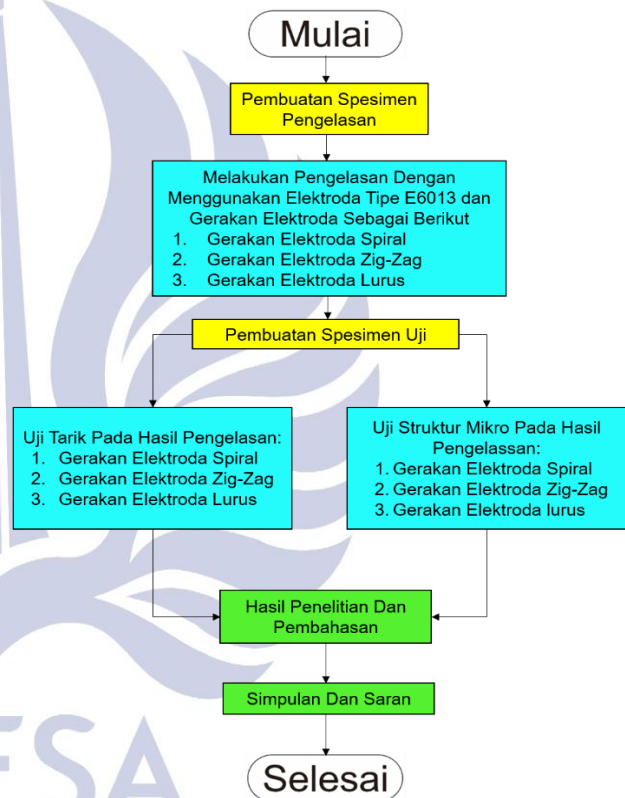 Mulai
Pembuatan Spesimen
Pengelasan
Melakukan Pengelasan Dengan
Menggunakan Elektroda Tipe E6013 dan
Gerakan Elektroda Sebagai Berikut
1. Gerakan Elektroda Spiral
2. Gerakan Elektroda Zig-Zag
3. Gerakan Elektroda Lurus
Pembuatan Spesimen Uji
Uji Tarik Pada Hasil Pengelasan:
1. Gerakan Elektroda Spiral
2. Gerakan Elektroda Zig-Zag
3. Gerakan Elektroda Lurus
Uji Struktur Mikro Pada Hasil
Pengelassan:
1. Gerakan Elektroda Spiral
2. Gerakan Elektroda Zig-Zag
3. Gerakan Elektroda lurus
Hasil Penelitian Dan
Pembahasan
Simpulan Dan Saran
Selesai